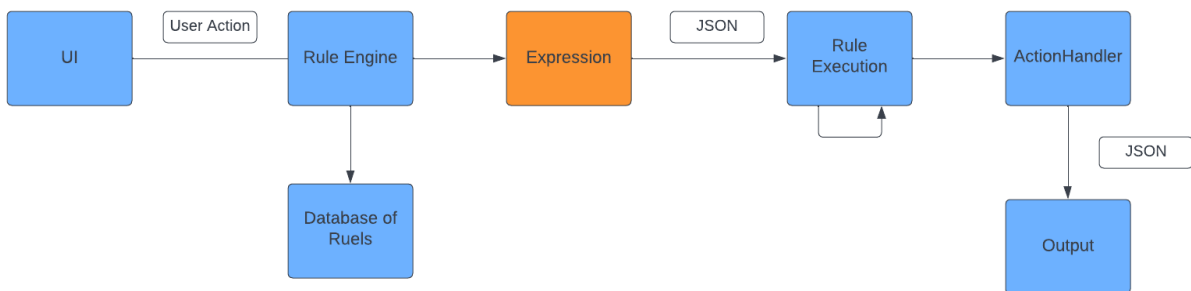 UI
User Action
Rule Engine
Expression
JSON
Rule
Execution
ActionHandler
JSON
Database of
Ruels
Output